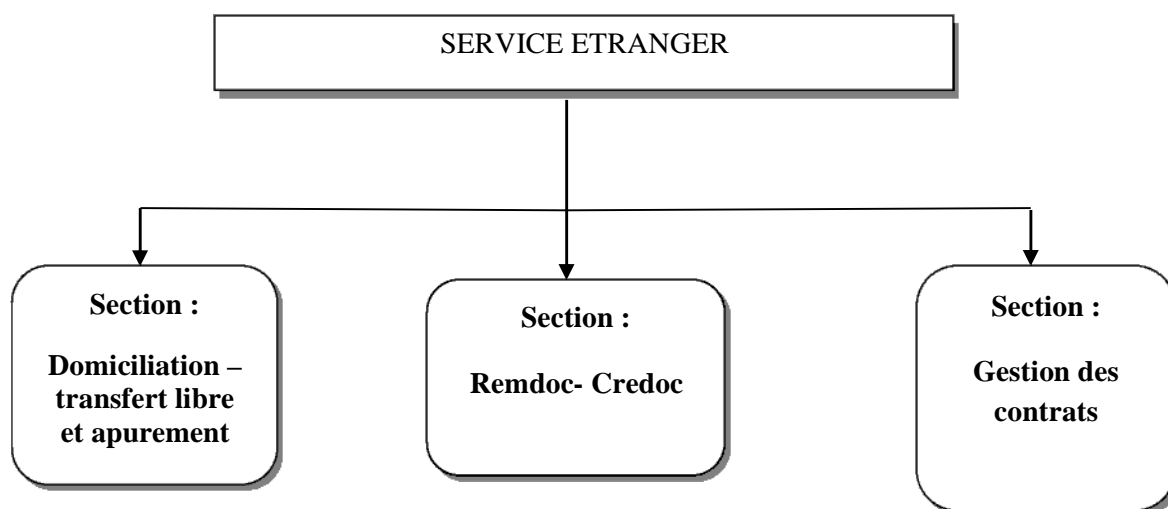 SERVICE ETRANGER
Section :
Domiciliation –
transfert libre
et apurement
Section :
Remdoc- Credoc
Section :
Gestion des
contrats